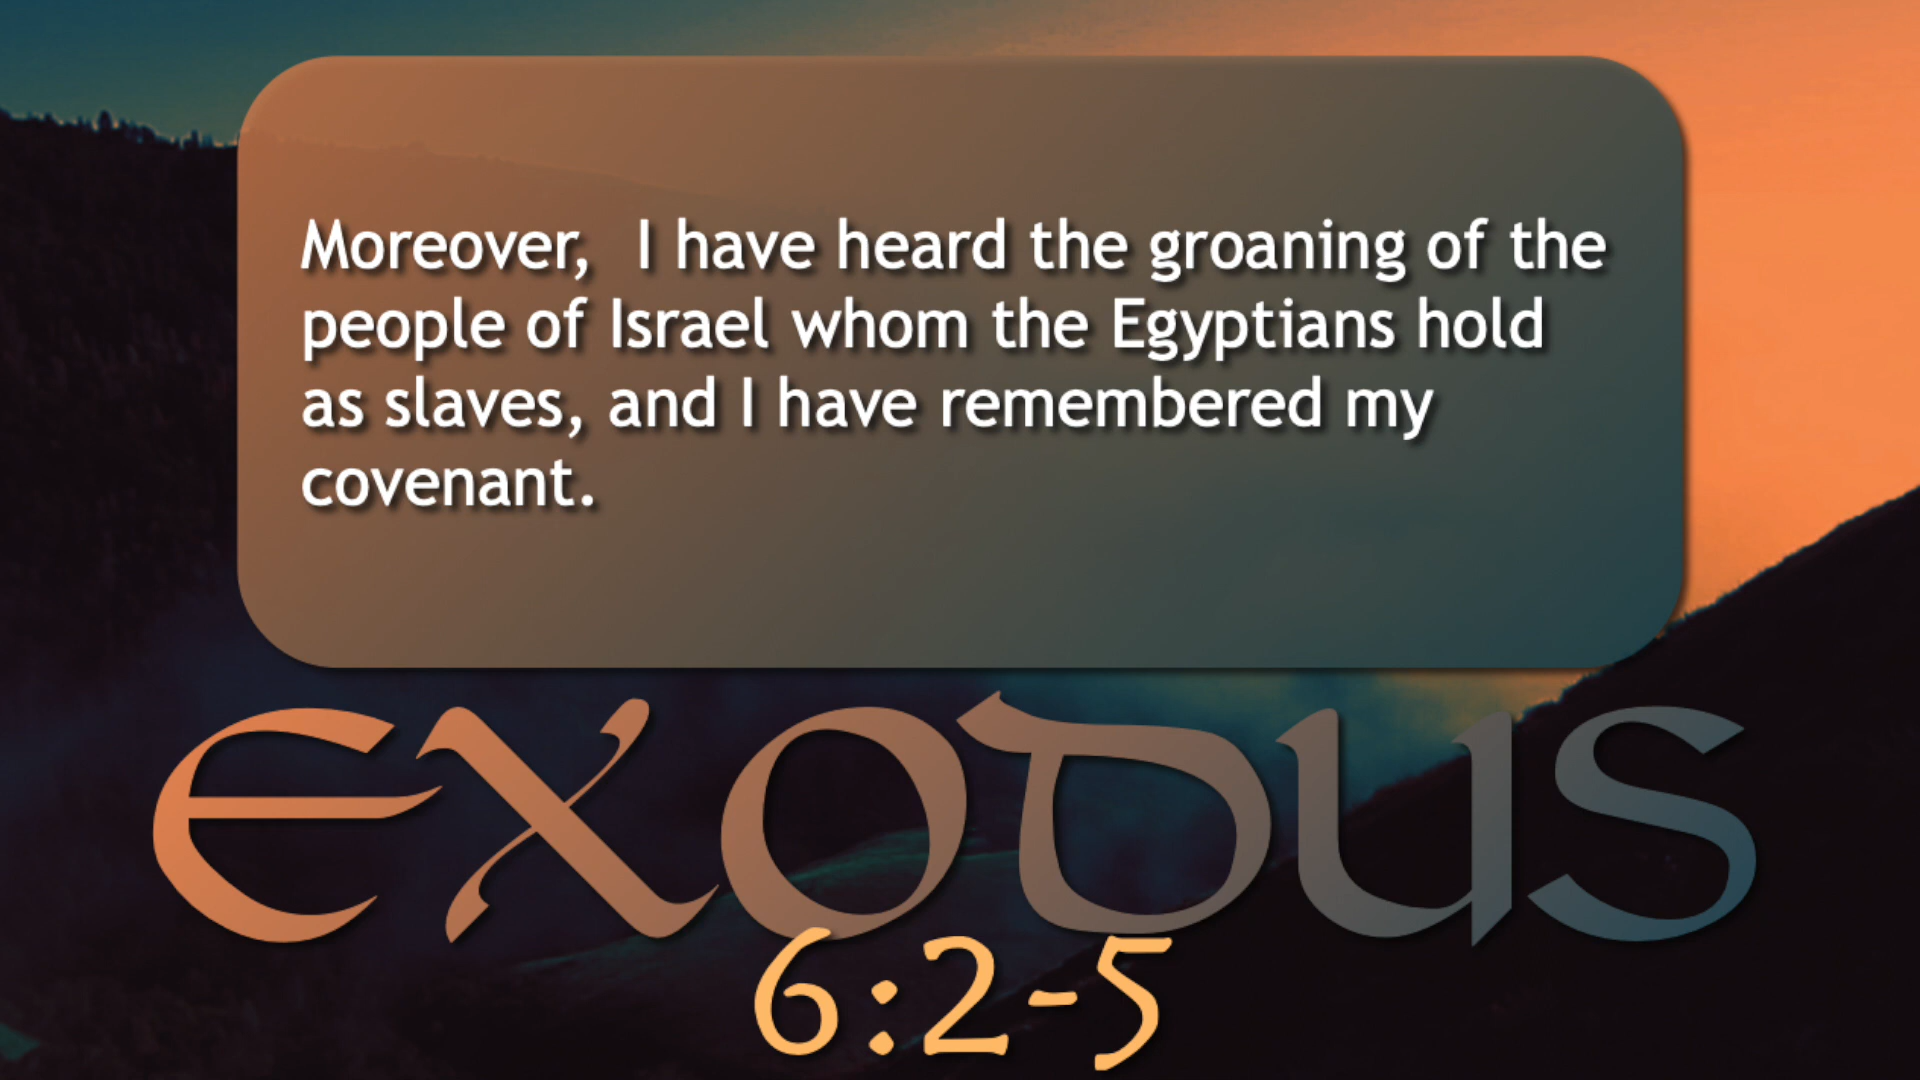 Moreover,  I have heard the groaning of the
people of Israel whom the Egyptians hold
as slaves, and I have remembered my
covenant.
EXODUS
6:2-5